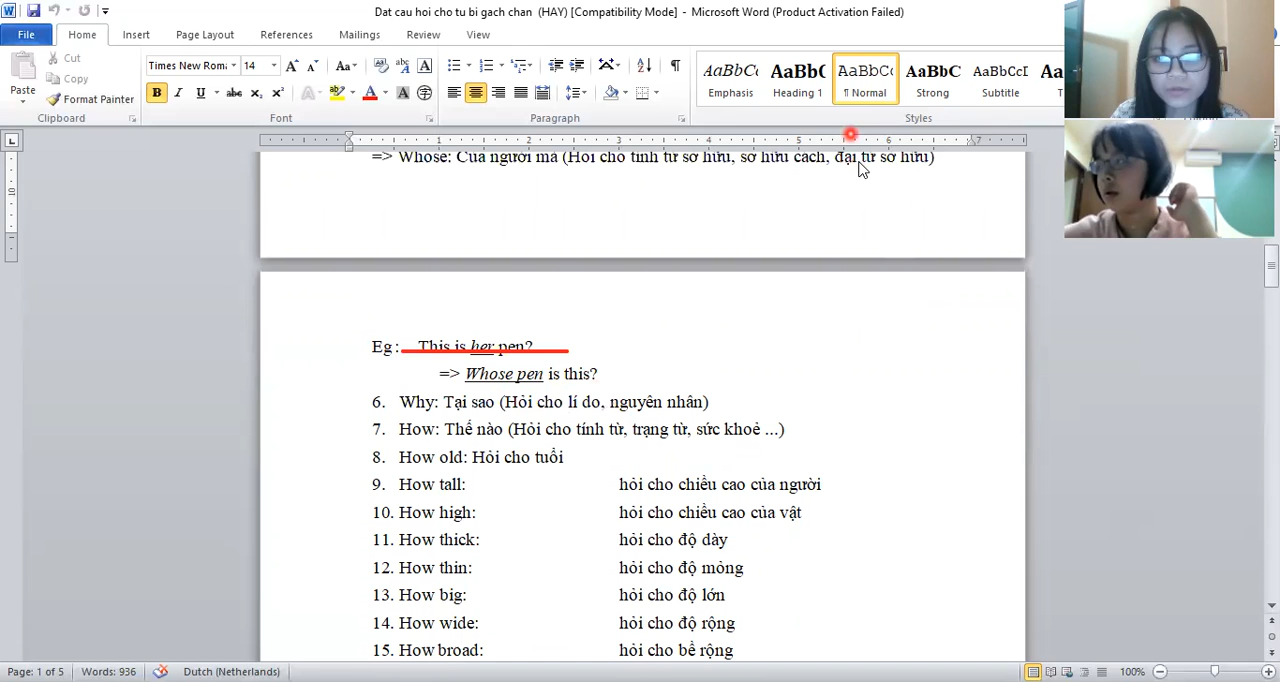 Dat cau hoi cho tu bi gach chan (HAY) [Compatibility Mode] - Microsoft Word (Product Activation Failed)
File Home Insert Page Layout References Mailings Review View
Paste
Cut
Copy
Format Painter
Clipboard
Times New Rom 14
Font
Paragraph
AaBbCc Emphasis
AaBbC Heading 1
AaBbCc ¶ Normal
AaBbC Strong
AaBbCcD Subtitle
Styles
=> Whose: Của người mà (Hỏi cho tính từ sở hữu, sở hữu cách, đại từ sở hữu)
Eg : This is her pen?
=> Whose pen is this?
6. Why: Tại sao (Hỏi cho lí do, nguyên nhân)
7. How: Thế nào (Hỏi cho tính từ, trạng từ, sức khoẻ ...)
8. How old: Hỏi cho tuổi
9. How tall: hỏi cho chiều cao của người
10. How high: hỏi cho chiều cao của vật
11. How thick: hỏi cho độ dày
12. How thin: hỏi cho độ mỏng
13. How big: hỏi cho độ lớn
14. How wide: hỏi cho độ rộng
15. How broad: hỏi cho bề rộng
Page: 1 of 5 Words: 936 Dutch (Netherlands) 100%